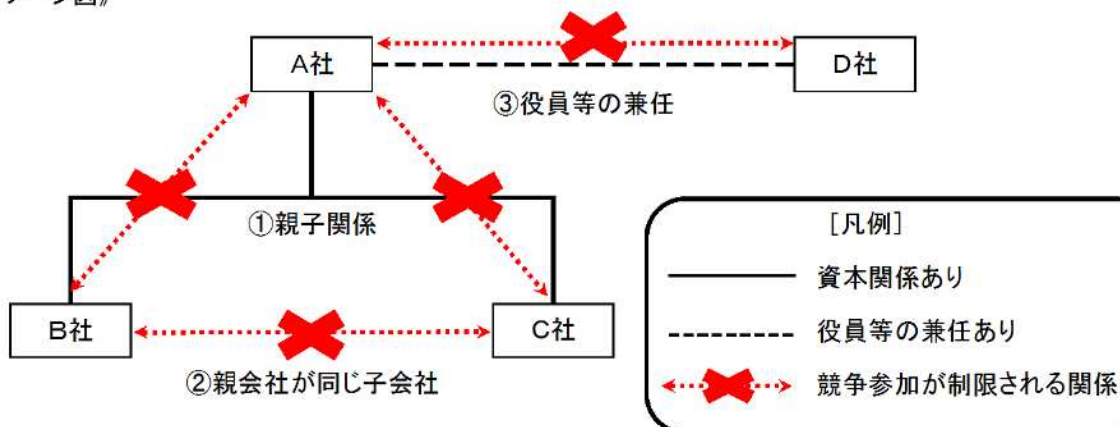 A社
D社
③役員等の兼任
①親子関係
B社
C社
②親会社が同じ子会社
[凡例]
資本関係あり
役員等の兼任あり
競争参加が制限される関係